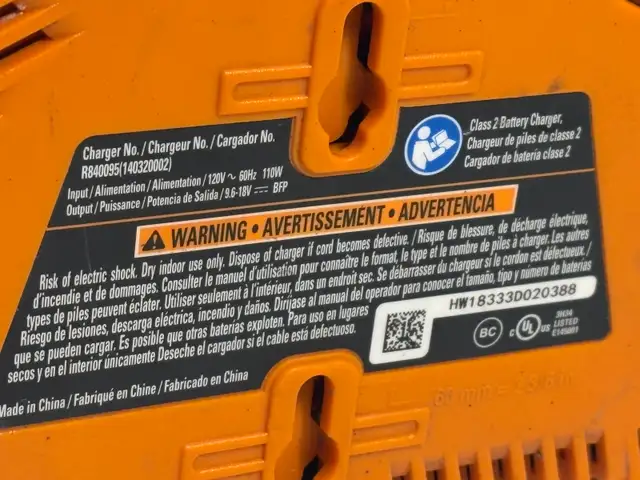 Charger No. / Chargeur No. / Cargador No.
R840095(140320002)
Input / Alimentation / Alimentation / 120V ~ 60Hz 110W
Output / Puissance / Potencia de Salida / 9.6-18V ⎓ BFP
Class 2 Battery Charger,
Chargeur de piles de classe 2
Cargador de batería clase 2
⚠ WARNING • AVERTISSEMENT • ADVERTENCIA
Risk of electric shock. Dry indoor use only. Dispose of charger if cord becomes defective. / Risque de blessure, de décharge électrique,
d'incendie et de dommages. Consulter le manuel d'utilisation pour connaître le format, le type et le nombre de piles à charger. Les autres
types de piles peuvent éclater. Utiliser seulement à l'intérieur, dans un endroit sec. Se débarrasser du chargeur si le cordon est défectueux. /
Riesgo de lesiones, descarga eléctrica, incendio y daños. Diríjase al manual del operador para conocer el tamaño, tipo y número de baterías
que se pueden cargar. Es posible que otras baterías exploten. Para uso en lugares
secos y en el interior únicamente Deseche el cargador si el cable está defectuoso.
HW18333D020388
BC
c UL US
LISTED
E145881
Made in China / Fabriqué en Chine / Fabricado en China